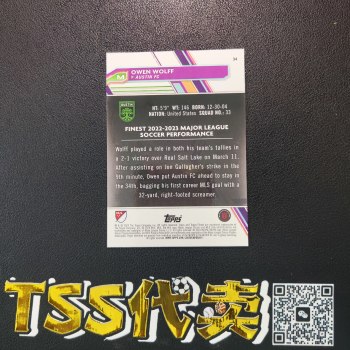 34
M
OWEN WOLFF
AUSTIN FC
AUSTIN
HT: 5'9" WT: 146 BORN: 12-30-04
NATION: United States SQUAD NO.: 33
FINEST 2022-2023 MAJOR LEAGUE
SOCCER PERFORMANCE
Wolff played a role in both his team's tallies in
a 2-1 victory over Real Salt Lake on March 11.
After assisting on Jon Gallagher's strike in the
9th minute, Owen put Austin FC ahead to stay in
the 34th, bagging his first career MLS goal with a
32-yard, right-footed screamer.
Topps
TSS代卖